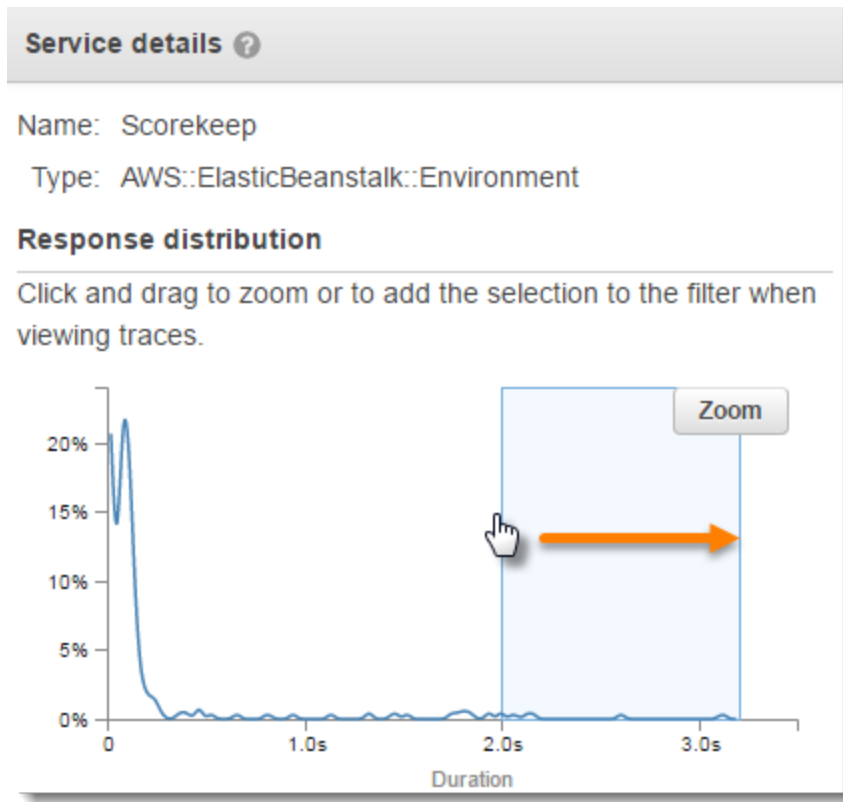 Service details ?
Name: Scorekeep
Type: AWS::ElasticBeanstalk::Environment
Response distribution
Click and drag to zoom or to add the selection to the filter when
viewing traces.
Zoom
20%
15%
10%
5%
0%
0 1.0s 2.0s 3.0s
Duration